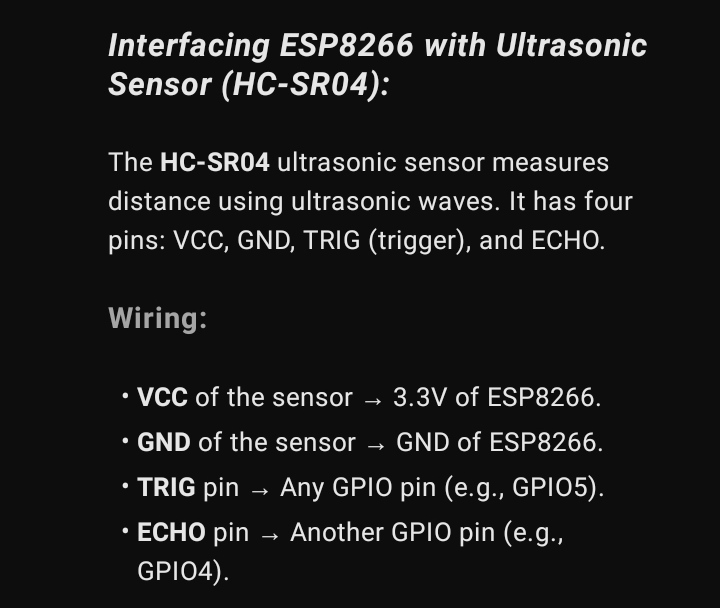 Interfacing ESP8266 with Ultrasonic
Sensor (HC-SR04):
The HC-SR04 ultrasonic sensor measures
distance using ultrasonic waves. It has four
pins: VCC, GND, TRIG (trigger), and ECHO.
Wiring:
• VCC of the sensor → 3.3V of ESP8266.
• GND of the sensor → GND of ESP8266.
• TRIG pin → Any GPIO pin (e.g., GPIO5).
• ECHO pin → Another GPIO pin (e.g.,
GPIO4).